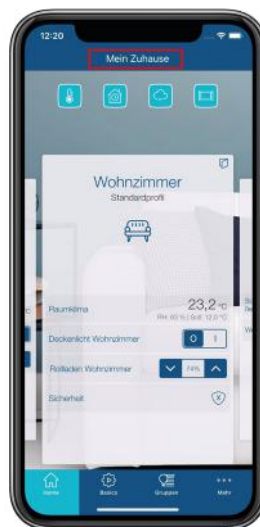 12:20
Mein Zuhause
Wohnzimmer
Standardprofil
Raumklima
23,2 °C
Deckenlicht Wohnzimmer
0 I
Rollladen Wohnzimmer
74%
Sicherheit
Home
Basics
Gruppen
Mehr